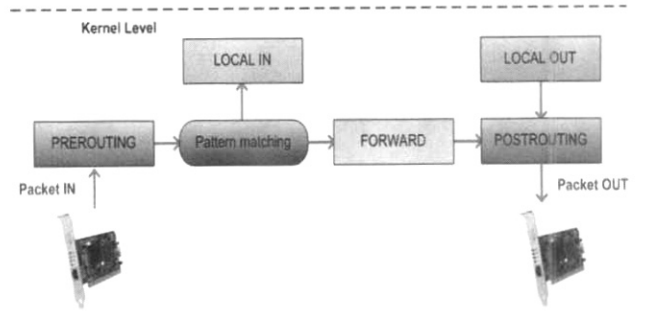 Kernel Level
LOCAL IN
LOCAL OUT
PREROUTING
Pattern matching
FORWARD
POSTROUTING
Packet IN
Packet OUT